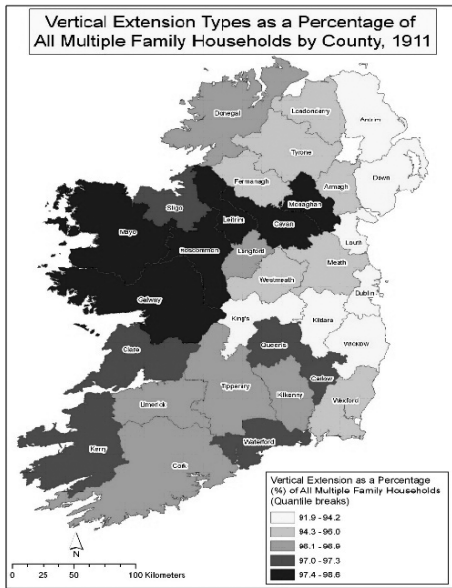 Vertical Extension Types as a Percentage of
All Multiple Family Households by County, 1911
Donegal
Londonderry
Antrim
Tyrone
Down
Fermanagh
Armagh
Monaghan
Sligo
Leitrim
Cavan
Mayo
Louth
Roscommon
Longford
Meath
Westmeath
Galway
Dublin
King's
Kildare
Queens
Wicklow
Clare
Carlow
Tipperary
Kilkenny
Wexford
Limerick
Waterford
Kerry
Cork
Vertical Extension as a Percentage
(%) of All Multiple Family Households
(Quantile breaks)
91.9 - 94.2
94.3 - 96.0
96.1 - 96.9
97.0 - 97.3
97.4 - 98.6
N
0 25 50 100 Kilometers